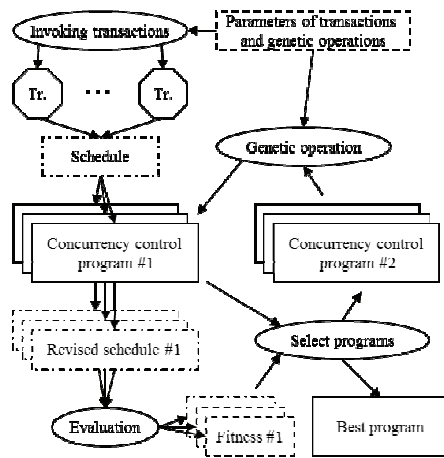 Invoking transactions
Parameters of transactions
and genetic operations
Tr.
...
Tr.
Schedule
Genetic operation
Concurrency control
program #1
Concurrency control
program #2
Revised schedule #1
Select programs
Evaluation
Fitness #1
Best program